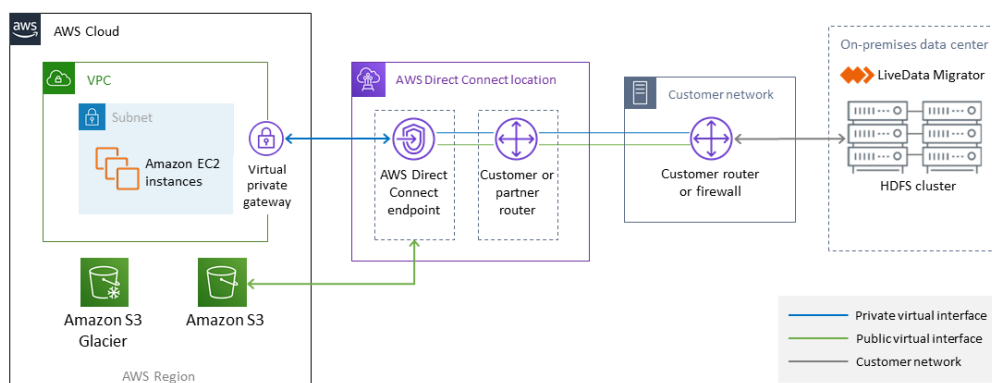 aws
AWS Cloud
VPC
Subnet
Amazon EC2
instances
Virtual
private
gateway
Amazon S3
Glacier
Amazon S3
AWS Region
AWS Direct Connect location
AWS Direct
Connect
endpoint
Customer or
partner
router
Customer network
Customer router
or firewall
On-premises data center
LiveData Migrator
HDFS cluster
Private virtual interface
Public virtual interface
Customer network